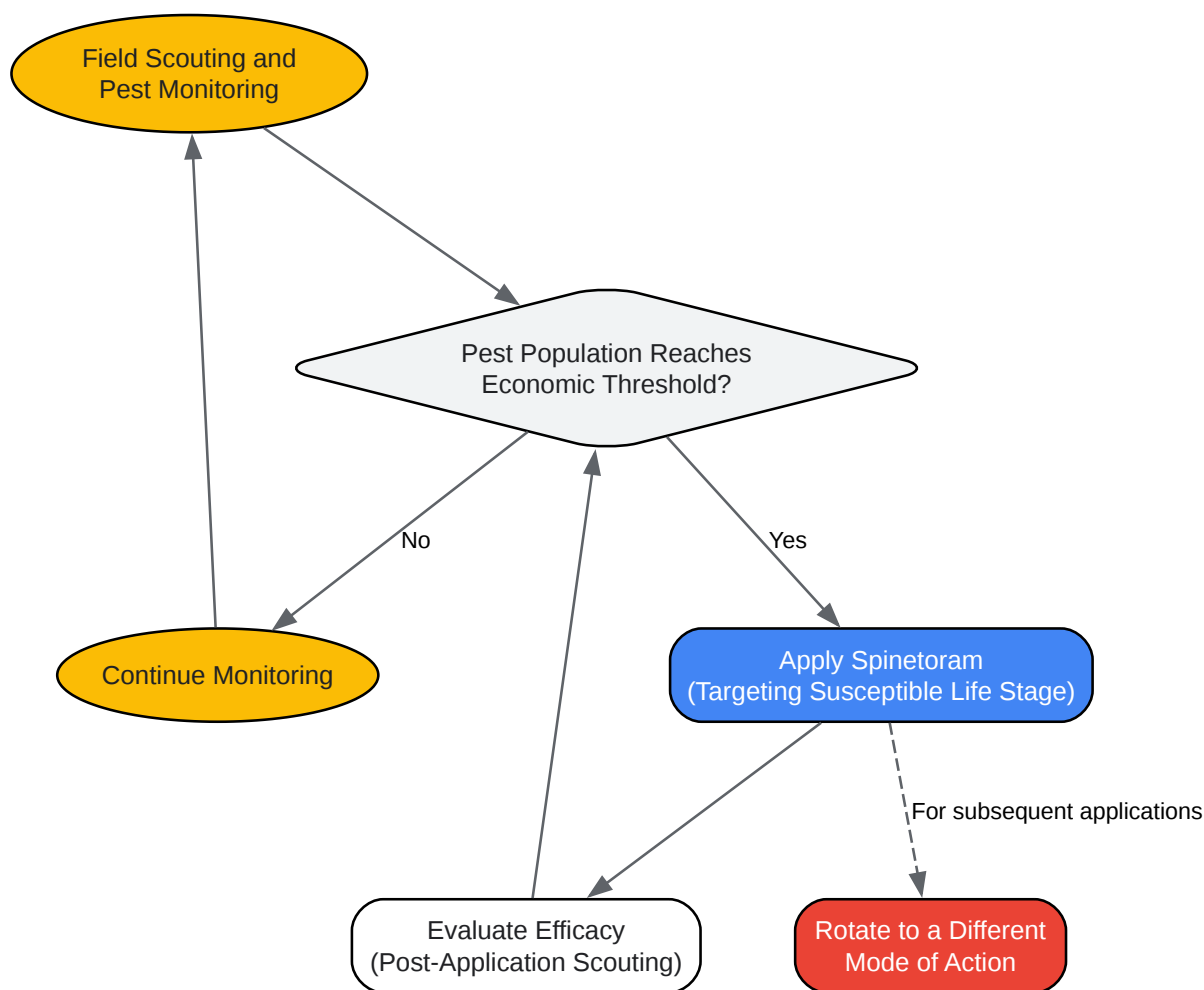 Field Scouting and
Pest Monitoring
Pest Population Reaches
Economic Threshold?
No
Yes
Continue Monitoring
Apply Spinetoram
(Targeting Susceptible Life Stage)
For subsequent applications
Evaluate Efficacy
(Post-Application Scouting)
Rotate to a Different
Mode of Action